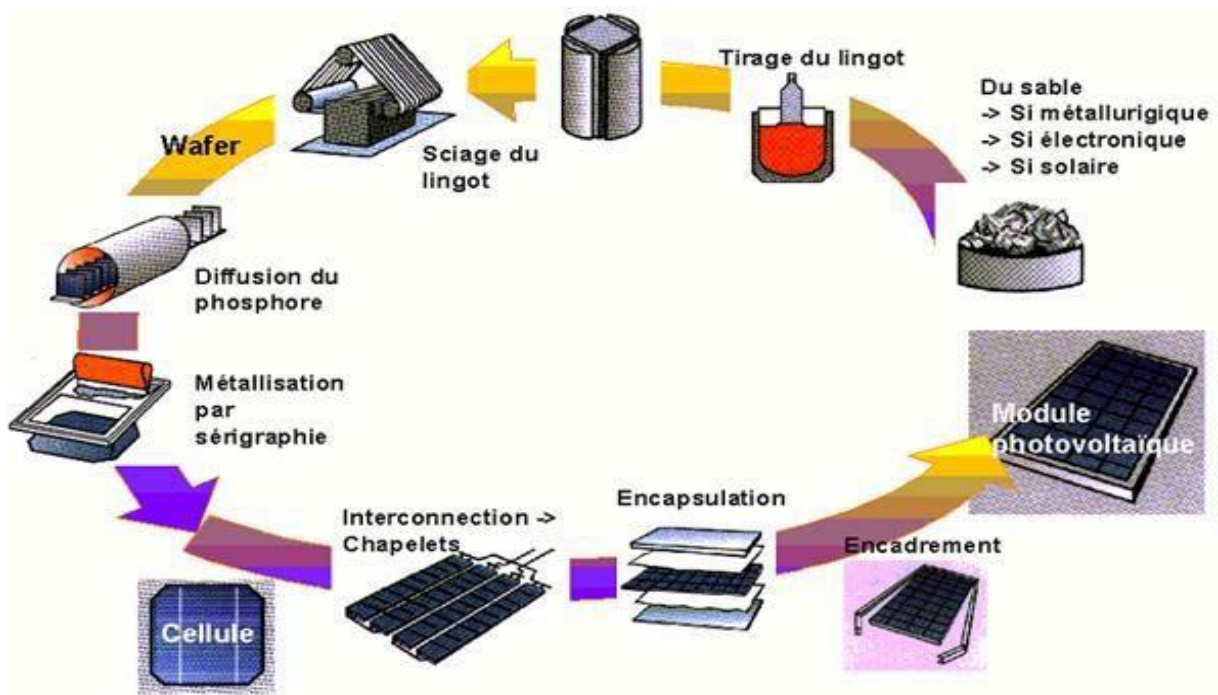 Du sable
-> Si métallurigique
-> Si électronique
-> Si solaire
Tirage du lingot
Sciage du
lingot
Wafer
Diffusion du
phosphore
Métallisation
par
sérigraphie
Cellule
Interconnection ->
Chapelets
Encapsulation
Encadrement
Module
photovoltaïque